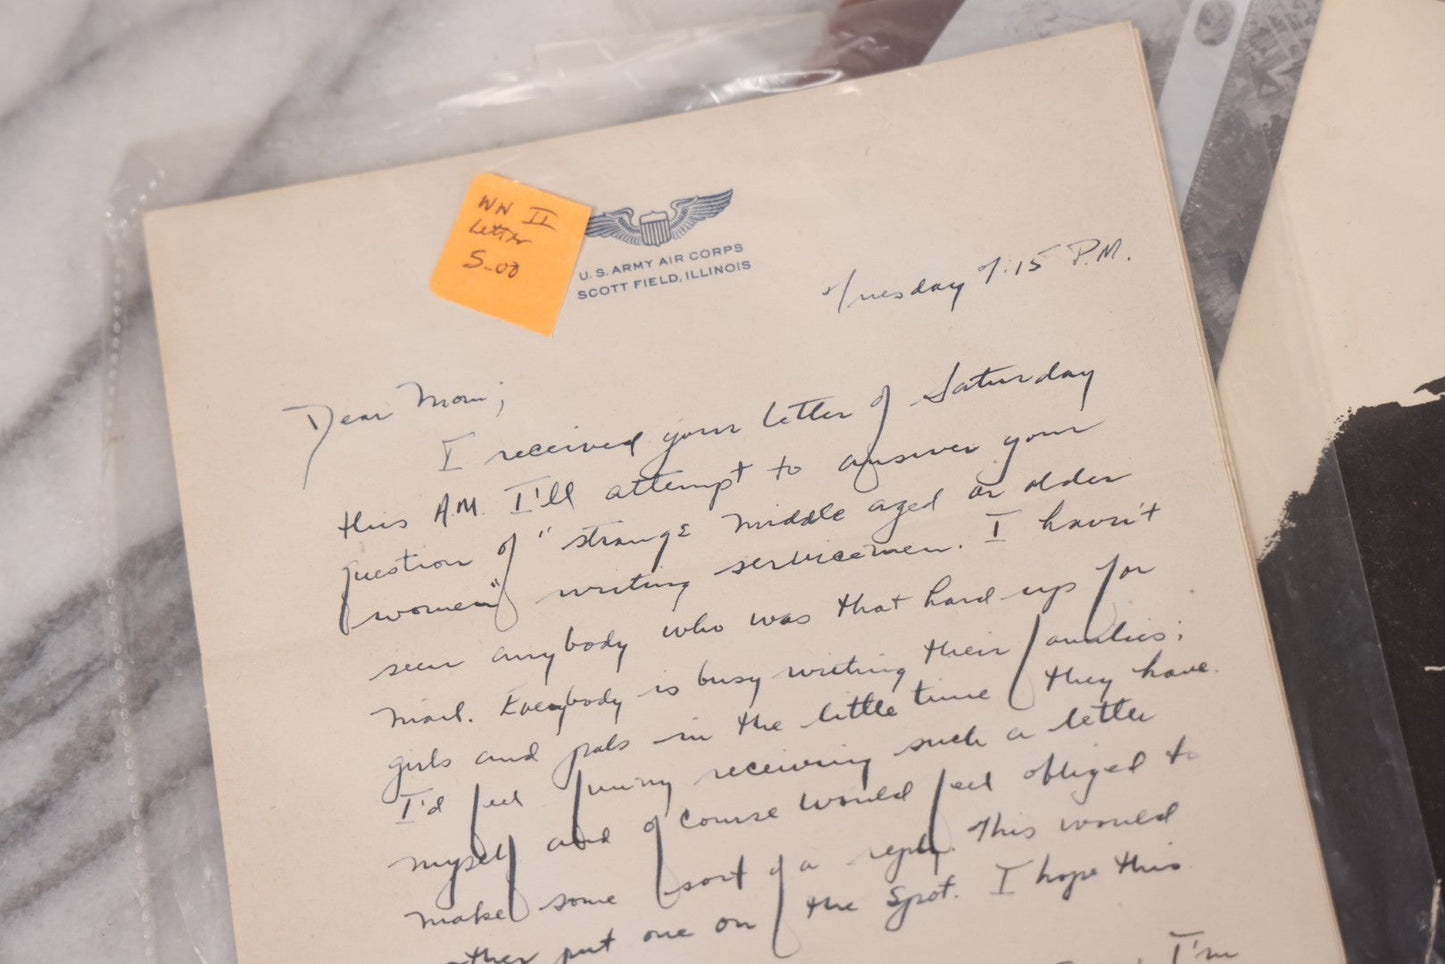 WW II
Letter
5.00
U.S. ARMY AIR CORPS
SCOTT FIELD, ILLINOIS
Tuesday 7:15 P.M.
Dear Mom;
I received your letter of Saturday
this A.M. I'll attempt to answer your
question of "strange middle aged or older
women" writing servicemen. I haven't
seen anybody who was that hard up for
mail. Everybody is busy writing their families;
girls and pals in the little time they have.
I'd feel funny receiving such a letter
myself and of course would feel obliged to
make some sort of a reply. This would
put one on the spot. I hope this
I'm